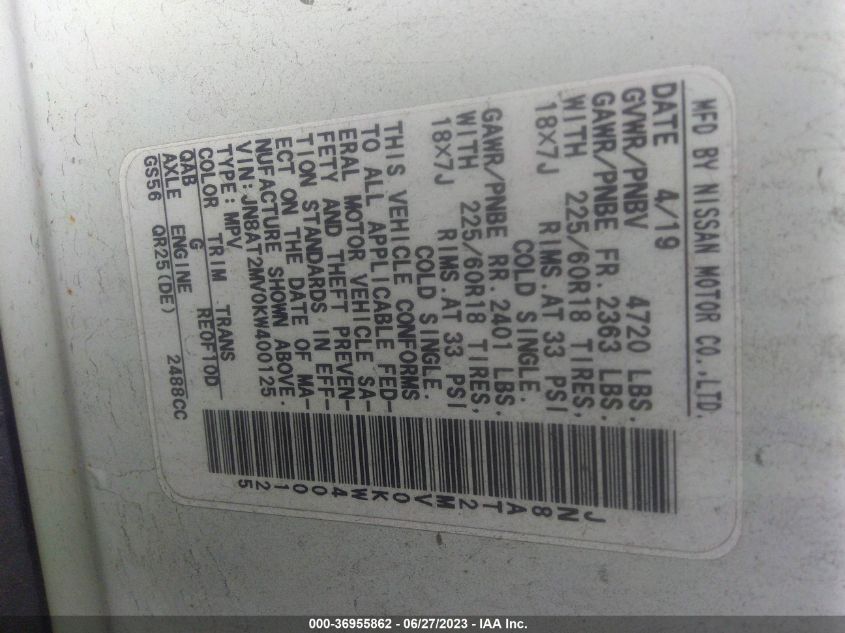 MFD BY NISSAN MOTOR CO.,LTD.
DATE 4/19
GVWR/PNBV 4720 LBS.
GAWR/PNBE FR. 2363 LBS.
WITH 225/60R18 TIRES,
18X7J RIMS.AT 33 PSI
COLD SINGLE.
GAWR/PNBE RR. 2401 LBS.
WITH 225/60R18 TIRES,
18X7J RIMS.AT 33 PSI
COLD SINGLE.
THIS VEHICLE CONFORMS
TO ALL APPLICABLE FED-
ERAL MOTOR VEHICLE SA-
FETY AND THEFT PREVEN-
TION STANDARDS IN EFF-
ECT ON THE DATE OF MA-
NUFACTURE SHOWN ABOVE.
VIN:JN8AT2MV0KW400125
TYPE:MPV
COLOR TRIM TRANS
QAB G RE0F10D
AXLE ENGINE
GS56 QR25(DE) 2488CC
JN8AT2MV0KW400125
000-36955862 - 06/27/2023 - IAA Inc.